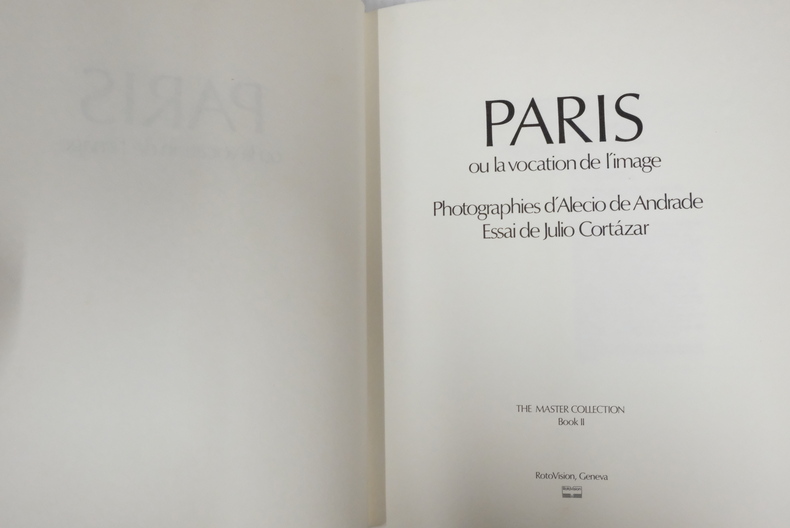 PARIS
ou la vocation de l'image
Photographies d'Alecio de Andrade
Essai de Julio Cortázar
THE MASTER COLLECTION
Book II
RotoVision, Geneva